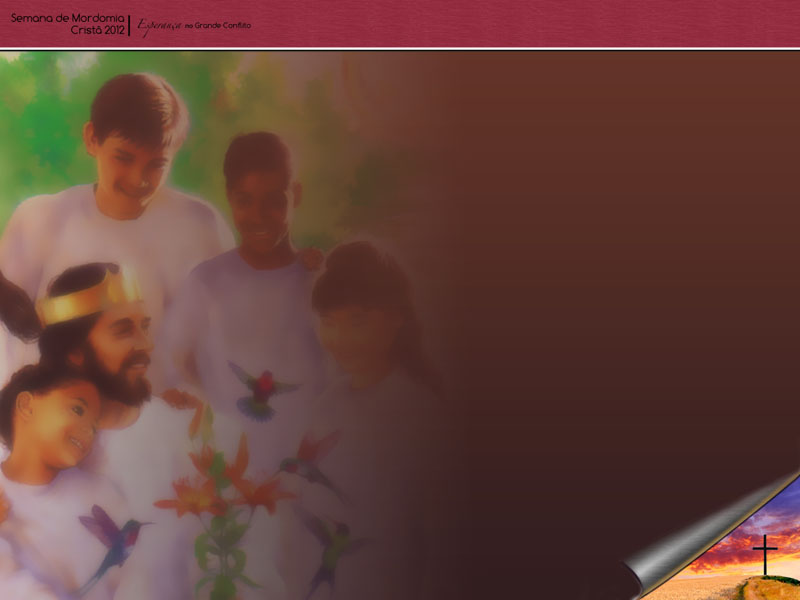 Semana de Mordomia
Cristã 2012
Esperança no Grande Conflito